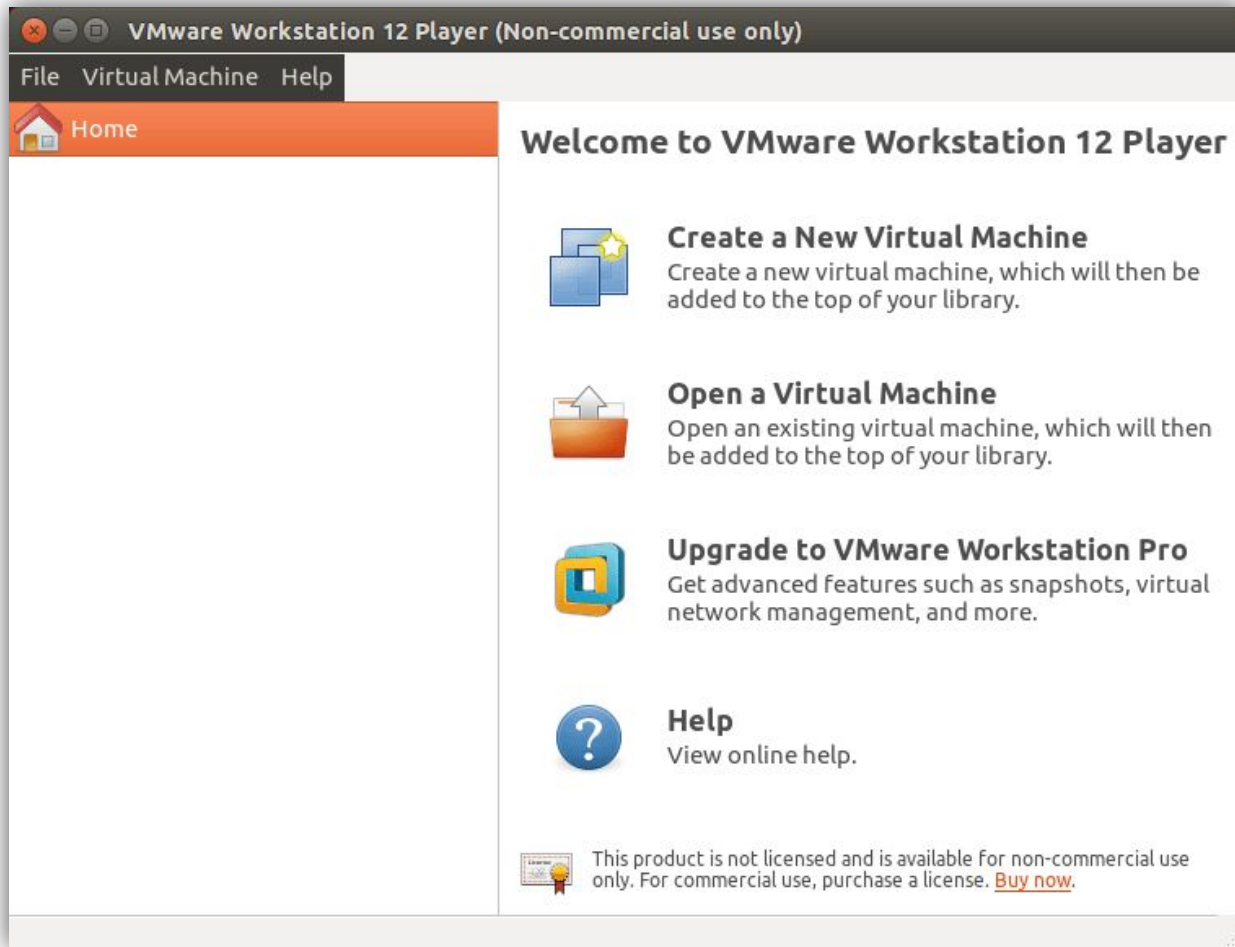 VMware Workstation 12 Player (Non-commercial use only)
File Virtual Machine Help
Home
Welcome to VMware Workstation 12 Player
Create a New Virtual Machine
Create a new virtual machine, which will then be
added to the top of your library.
Open a Virtual Machine
Open an existing virtual machine, which will then
be added to the top of your library.
Upgrade to VMware Workstation Pro
Get advanced features such as snapshots, virtual
network management, and more.
Help
View online help.
This product is not licensed and is available for non-commercial use
only. For commercial use, purchase a license. Buy now.